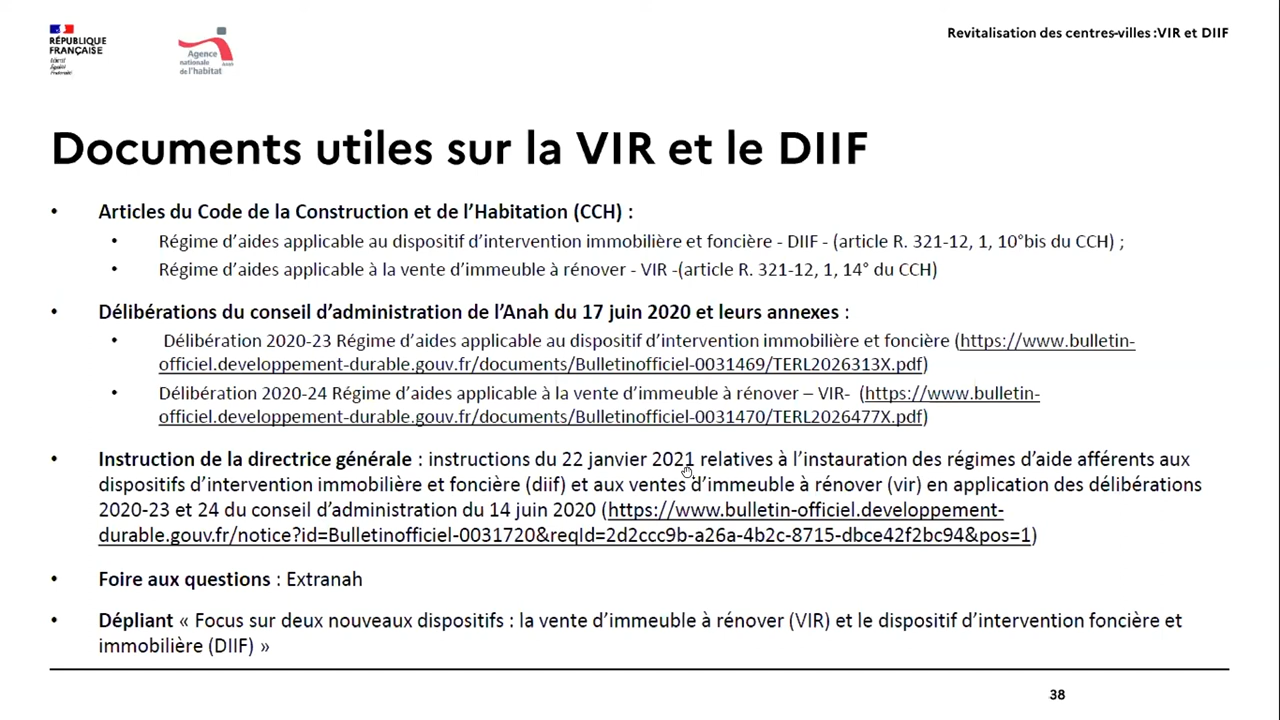 RÉPUBLIQUE
FRANÇAISE
Liberté
Égalité
Fraternité
Agence
nationale
de l'habitat
Revitalisation des centres-villes :VIR et DIIF
Documents utiles sur la VIR et le DIIF
• Articles du Code de la Construction et de l'Habitation (CCH) :
• Régime d'aides applicable au dispositif d'intervention immobilière et foncière - DIIF - (article R. 321-12, 1, 10°bis du CCH) ;
• Régime d'aides applicable à la vente d'immeuble à rénover - VIR -(article R. 321-12, 1, 14° du CCH)
• Délibérations du conseil d'administration de l'Anah du 17 juin 2020 et leurs annexes :
• Délibération 2020-23 Régime d'aides applicable au dispositif d'intervention immobilière et foncière (https://www.bulletin-
officiel.developpement-durable.gouv.fr/documents/Bulletinofficiel-0031469/TERL2026313X.pdf)
• Délibération 2020-24 Régime d'aides applicable à la vente d'immeuble à rénover – VIR- (https://www.bulletin-
officiel.developpement-durable.gouv.fr/documents/Bulletinofficiel-0031470/TERL2026477X.pdf)
• Instruction de la directrice générale : instructions du 22 janvier 2021 relatives à l'instauration des régimes d'aide afférents aux
dispositifs d'intervention immobilière et foncière (diif) et aux ventes d'immeuble à rénover (vir) en application des délibérations
2020-23 et 24 du conseil d'administration du 14 juin 2020 (https://www.bulletin-officiel.developpement-
durable.gouv.fr/notice?id=Bulletinofficiel-0031720&reqId=2d2ccc9b-a26a-4b2c-8715-dbce42f2bc94&pos=1)
• Foire aux questions : Extranah
• Dépliant « Focus sur deux nouveaux dispositifs : la vente d'immeuble à rénover (VIR) et le dispositif d'intervention foncière et
immobilière (DIIF) »
38